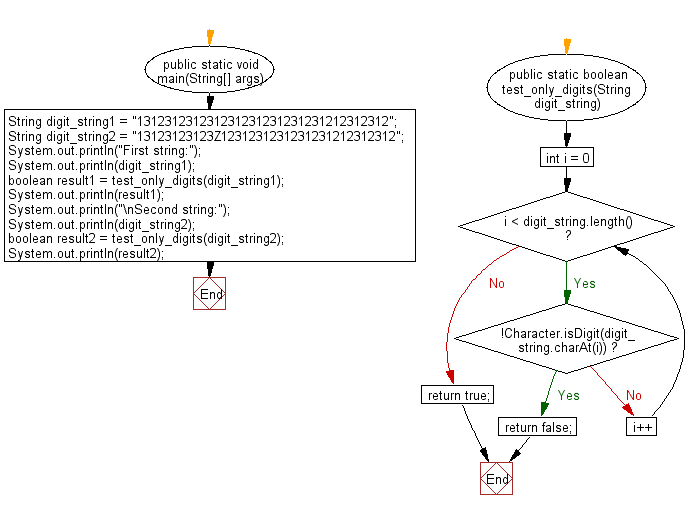 public static void
main(String[] args)
String digit_string1 = "131231231231231231231231231212312312";
String digit_string2 = "13123123123Z1231231231231231212312312";
System.out.println("First string:");
System.out.println(digit_string1);
boolean result1 = test_only_digits(digit_string1);
System.out.println(result1);
System.out.println("\nSecond string:");
System.out.println(digit_string2);
boolean result2 = test_only_digits(digit_string2);
System.out.println(result2);
End
public static boolean
test_only_digits(String
digit_string)
int i = 0
i < digit_string.length()
?
No
Yes
!Character.isDigit(digit_
string.charAt(i)) ?
return true;
Yes
No
return false;
i++
End